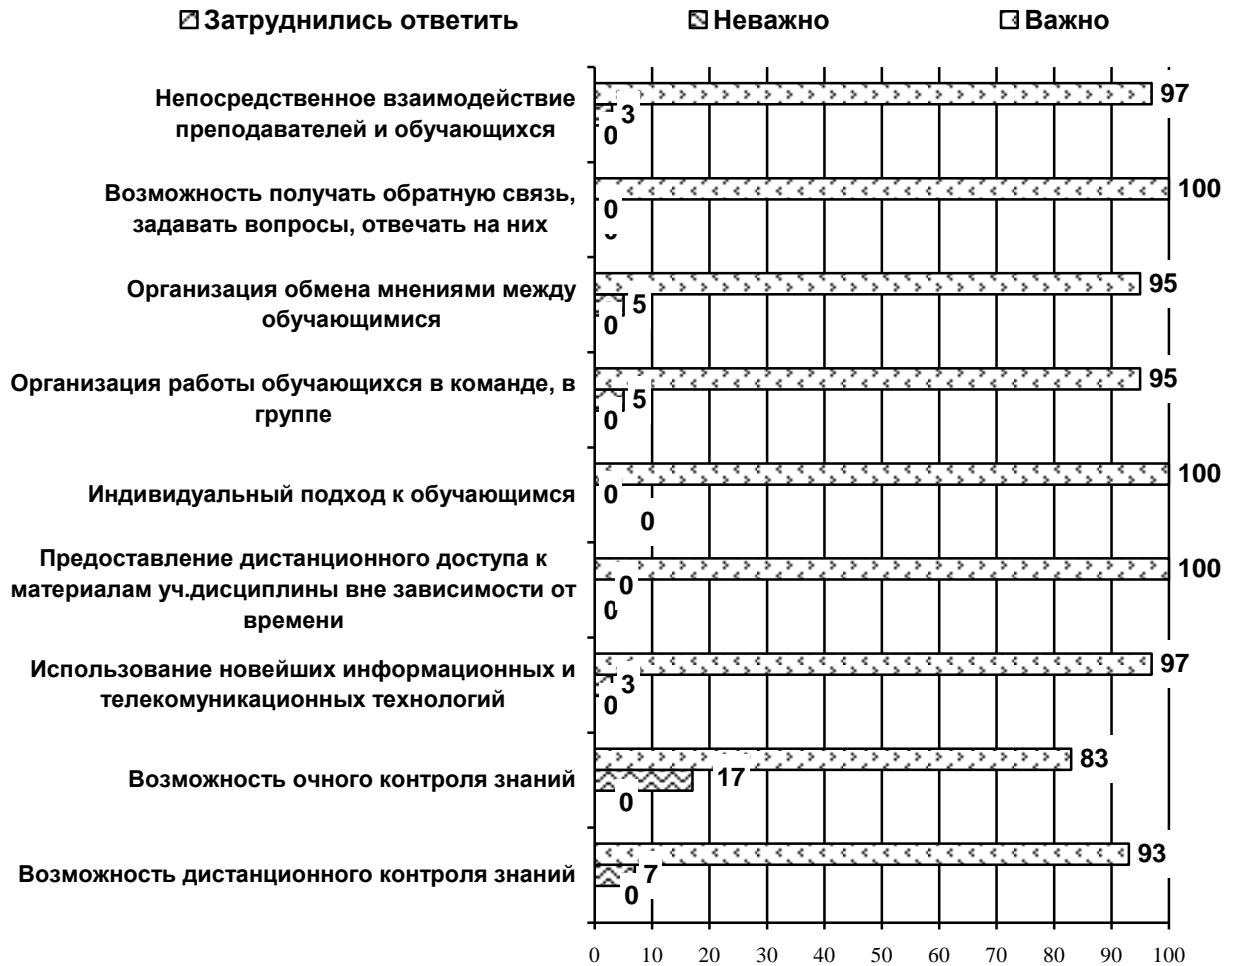 Затруднились ответить Неважно Важно
Непосредственное взаимодействие
преподавателей и обучающихся
97
3
0
Возможность получать обратную связь,
задавать вопросы, отвечать на них
100
0
Организация обмена мнениями между
обучающимися
95
5
0
Организация работы обучающихся в команде, в
группе
95
5
0
Индивидуальный подход к обучающимся
100
0
0
Предоставление дистанционного доступа к
материалам уч.дисциплины вне зависимости от
времени
100
0
0
Использование новейших информационных и
телекомуникационных технологий
97
3
0
Возможность очного контроля знаний
83
17
0
Возможность дистанционного контроля знаний
93
7
0
0 10 20 30 40 50 60 70 80 90 100